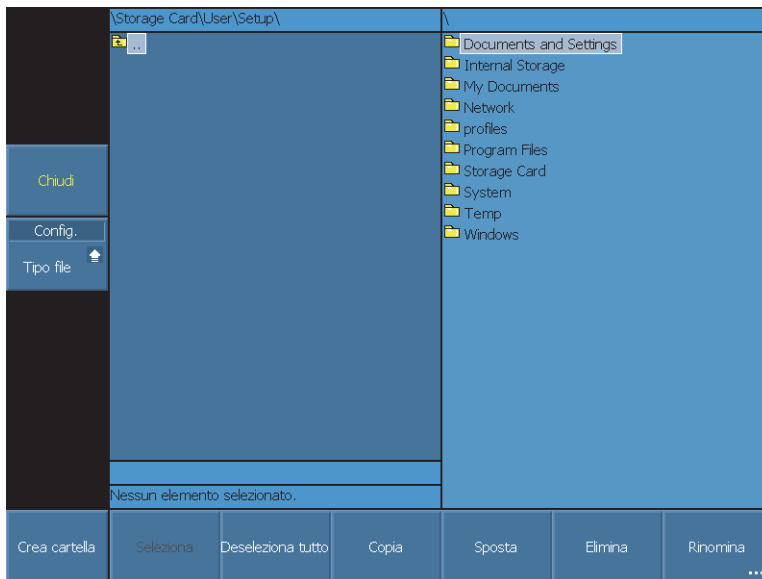 \Storage Card\User\Setup\
..
\
Documents and Settings
Internal Storage
My Documents
Network
profiles
Program Files
Storage Card
System
Temp
Windows
Chiudi
Config.
Tipo file
Nessun elemento selezionato.
Crea cartella
Seleziona
Deseleziona tutto
Copia
Sposta
Elimina
Rinomina
...